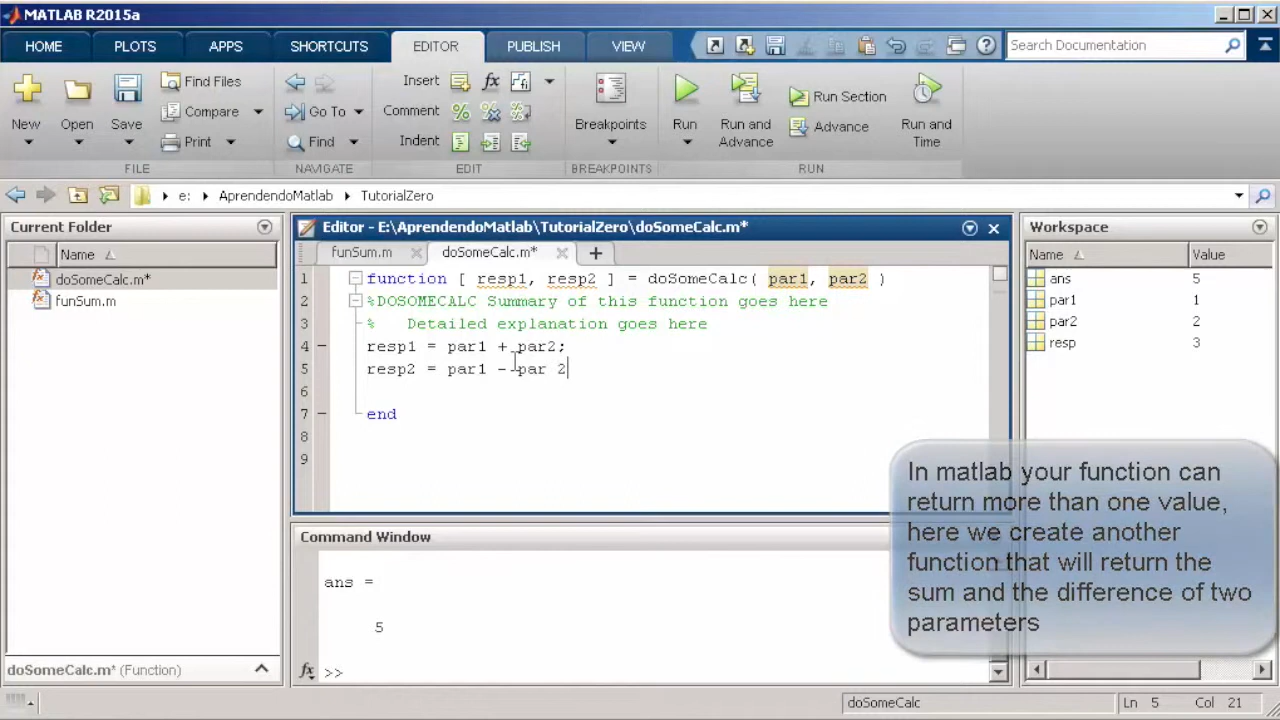 MATLAB R2015a
HOME PLOTS APPS SHORTCUTS EDITOR PUBLISH VIEW Search Documentation
New Open Save Find Files Compare Print
FILE
Go To Find
NAVIGATE
Insert fx
Comment
Indent
EDIT
Breakpoints
BREAKPOINTS
Run Run and Advance Run Section Advance Run and Time
RUN
e: AprendendoMatlab TutorialZero
Current Folder
Name
doSomeCalc.m*
funSum.m
doSomeCalc.m* (Function)
Editor - E:\AprendendoMatlab\TutorialZero\doSomeCalc.m*
funSum.m doSomeCalc.m*
1 function [ resp1, resp2 ] = doSomeCalc( par1, par2 )
2 %DOSOMECALC Summary of this function goes here
3 % Detailed explanation goes here
4 resp1 = par1 + par2;
5 resp2 = par1 - par 2
6
7 end
8
9
Command Window
ans =
5
fx >>
Workspace
Name Value
ans 5
par1 1
par2 2
resp 3
In matlab your function can
return more than one value,
here we create another
function that will return the
sum and the difference of two
parameters
doSomeCalc Ln 5 Col 21